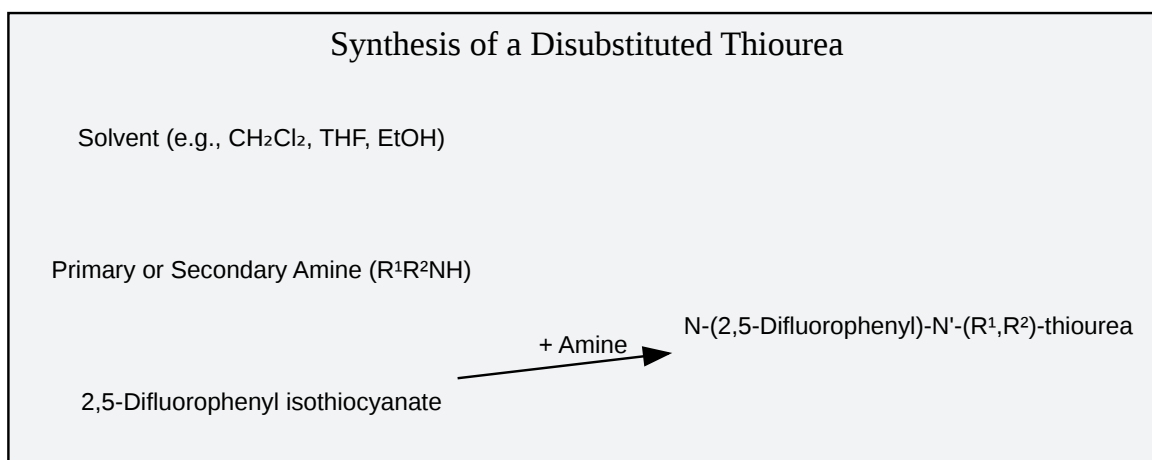 Synthesis of a Disubstituted Thiourea
Solvent (e.g., CH₂Cl₂, THF, EtOH)
Primary or Secondary Amine (R¹R²NH)
N-(2,5-Difluorophenyl)-N'-(R¹,R²)-thiourea
+ Amine
2,5-Difluorophenyl isothiocyanate